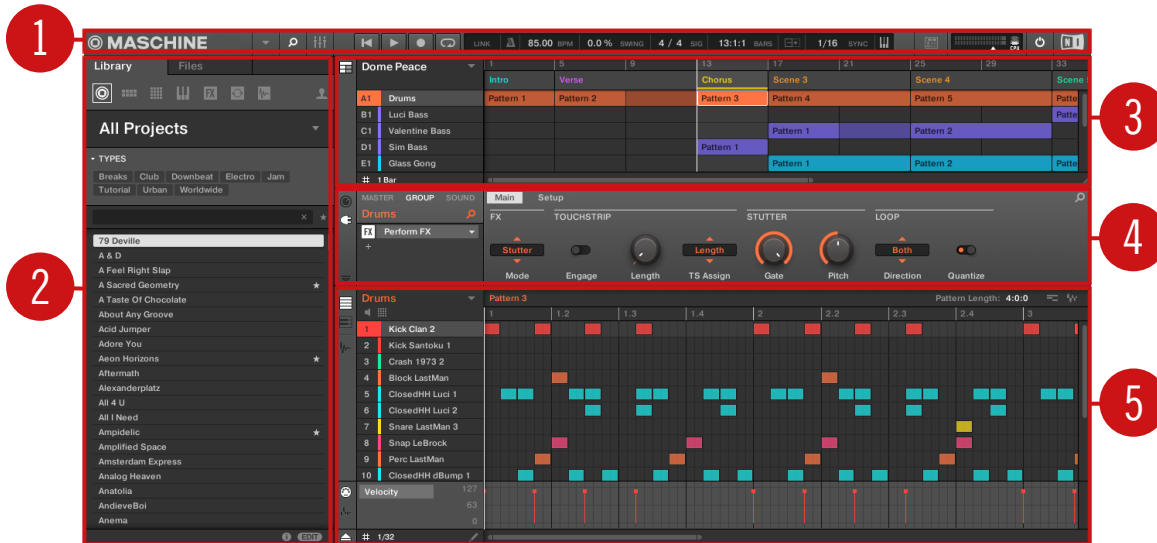 1
MASCHINE
LINK 85.00 BPM 0.0 % SWING 4 / 4 SIG 13:1:1 BARS 1/16 SYNC
CPU
NI
2
Library Files
FX
All Projects
TYPES
Breaks Club Downbeat Electro Jam
Tutorial Urban Worldwide
79 Deville
A & D
A Feel Right Slap
A Sacred Geometry
A Taste Of Chocolate
About Any Groove
Acid Jumper
Adore You
Aeon Horizons
Aftermath
Alexanderplatz
All 4 U
All I Need
Ampidelic
Amplified Space
Amsterdam Express
Analog Heaven
Anatolia
AndieveBoi
Anema
EDIT
3
Dome Peace 1 5 9 13 17 21 25 29 33
Intro Verse Chorus Scene 3 Scene 4 Scene
A1 Drums Pattern 1 Pattern 2 Pattern 3 Pattern 4 Pattern 5 Patte
B1 Luci Bass Patte
C1 Valentine Bass Pattern 1 Pattern 2
D1 Sim Bass Pattern 1
E1 Glass Gong Pattern 1 Pattern 2 Patte
# 1 Bar
4
MASTER GROUP SOUND Main Setup
Drums FX TOUCHSTRIP STUTTER LOOP
FX Perform FX
+
Stutter Length Both
Mode Engage Length TS Assign Gate Pitch Direction Quantize
5
Drums Pattern 3 Pattern Length: 4:0:0
1 1.2 1.3 1.4 2 2.2 2.3 2.4 3
1 Kick Clan 2
2 Kick Santoku 1
3 Crash 1973 2
4 Block LastMan
5 ClosedHH Luci 1
6 ClosedHH Luci 2
7 Snare LastMan 3
8 Snap LeBrock
9 Perc LastMan
10 ClosedHH dBump 1
Velocity 127
63
0
# 1/32